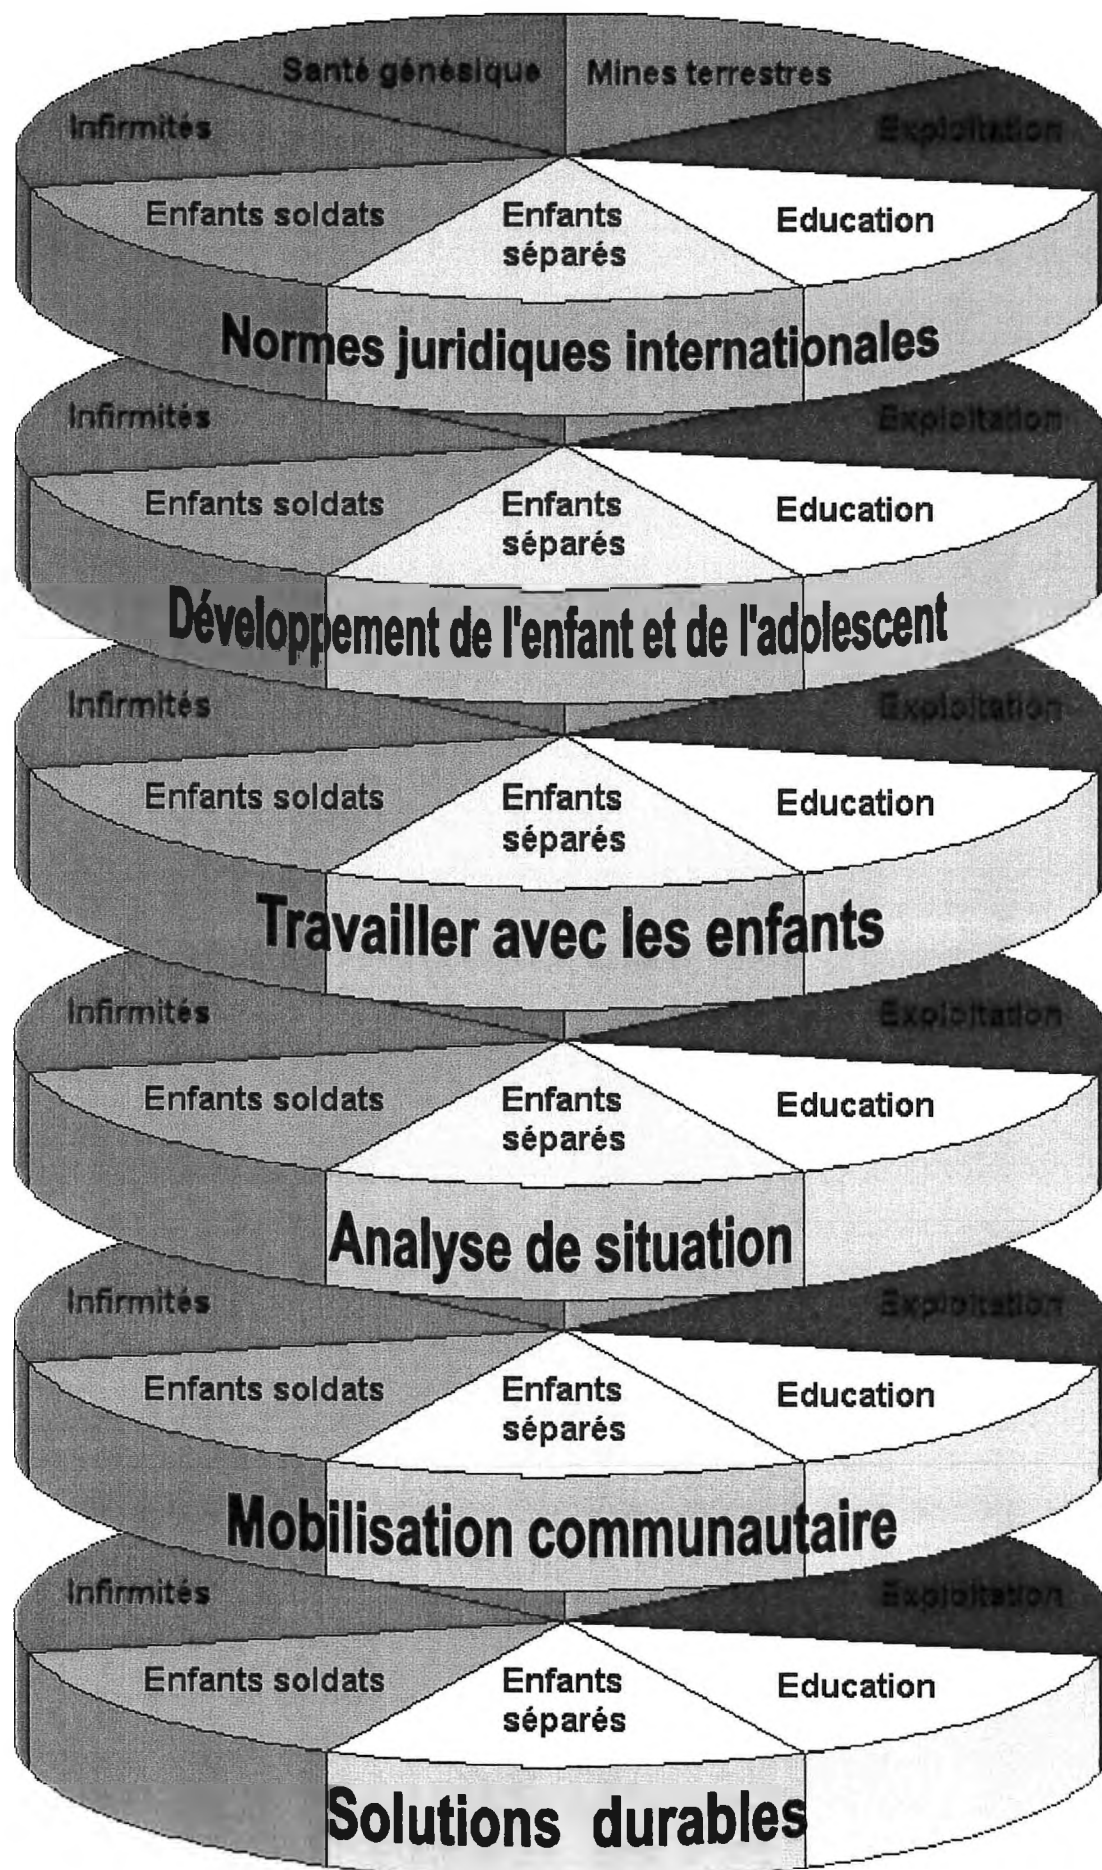 Santé génésique Mines terrestres
Infirmités Exploitation
Enfants soldats Enfants séparés Education
Normes juridiques internationales
Infirmités Exploitation
Enfants soldats Enfants séparés Education
Développement de l'enfant et de l'adolescent
Infirmités Exploitation
Enfants soldats Enfants séparés Education
Travailler avec les enfants
Infirmités Exploitation
Enfants soldats Enfants séparés Education
Analyse de situation
Infirmités Exploitation
Enfants soldats Enfants séparés Education
Mobilisation communautaire
Infirmités Exploitation
Enfants soldats Enfants séparés Education
Solutions durables